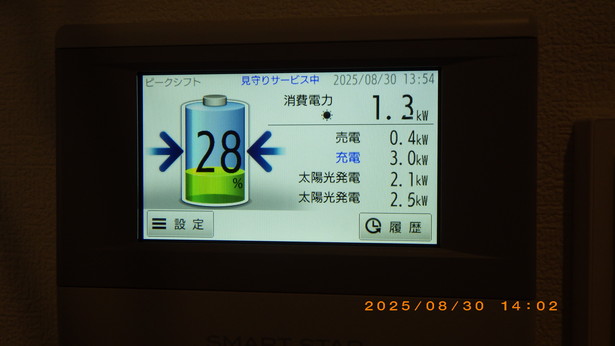 ピークシフト 見守りサービス中 2025/08/30 13:54
消費電力 1.3kW
28%
売電 0.4kW
充電 3.0kW
太陽光発電 2.1kW
太陽光発電 2.5kW
設定 履歴
2025/08/30 14:02